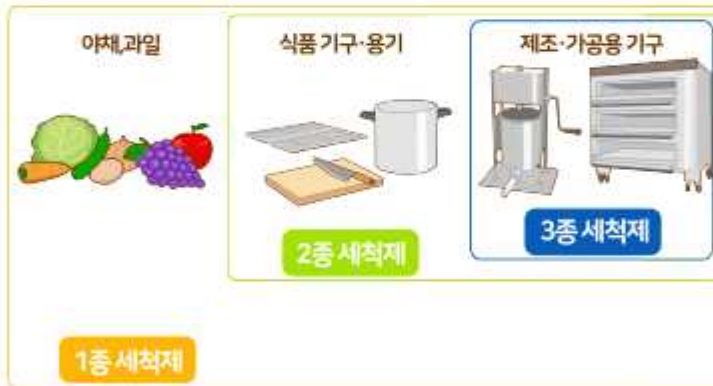 야채,과일
식품 기구·용기
제조·가공용 기구
3종 세척제
2종 세척제
1종 세척제